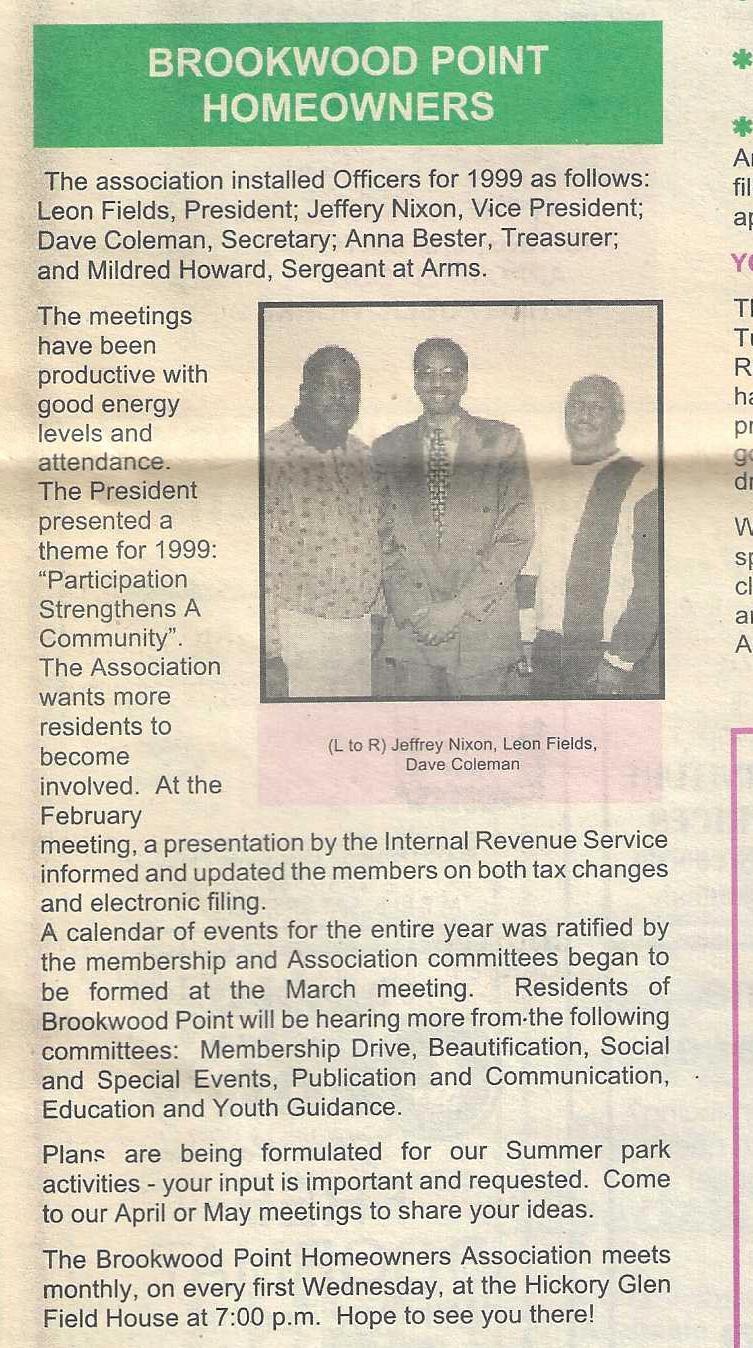 BROOKWOOD POINT
HOMEOWNERS
The association installed Officers for 1999 as follows:
Leon Fields, President; Jeffery Nixon, Vice President;
Dave Coleman, Secretary; Anna Bester, Treasurer;
and Mildred Howard, Sergeant at Arms.
The meetings
have been
productive with
good energy
levels and
attendance.
The President
presented a
theme for 1999:
“Participation
Strengthens A
Community”.
The Association
wants more
residents to
become
involved. At the
February
(L to R) Jeffrey Nixon, Leon Fields,
Dave Coleman
meeting, a presentation by the Internal Revenue Service
informed and updated the members on both tax changes
and electronic filing.
A calendar of events for the entire year was ratified by
the membership and Association committees began to
be formed at the March meeting. Residents of
Brookwood Point will be hearing more from the following
committees: Membership Drive, Beautification, Social
and Special Events, Publication and Communication,
Education and Youth Guidance.
Plans are being formulated for our Summer park
activities - your input is important and requested. Come
to our April or May meetings to share your ideas.
The Brookwood Point Homeowners Association meets
monthly, on every first Wednesday, at the Hickory Glen
Field House at 7:00 p.m. Hope to see you there!